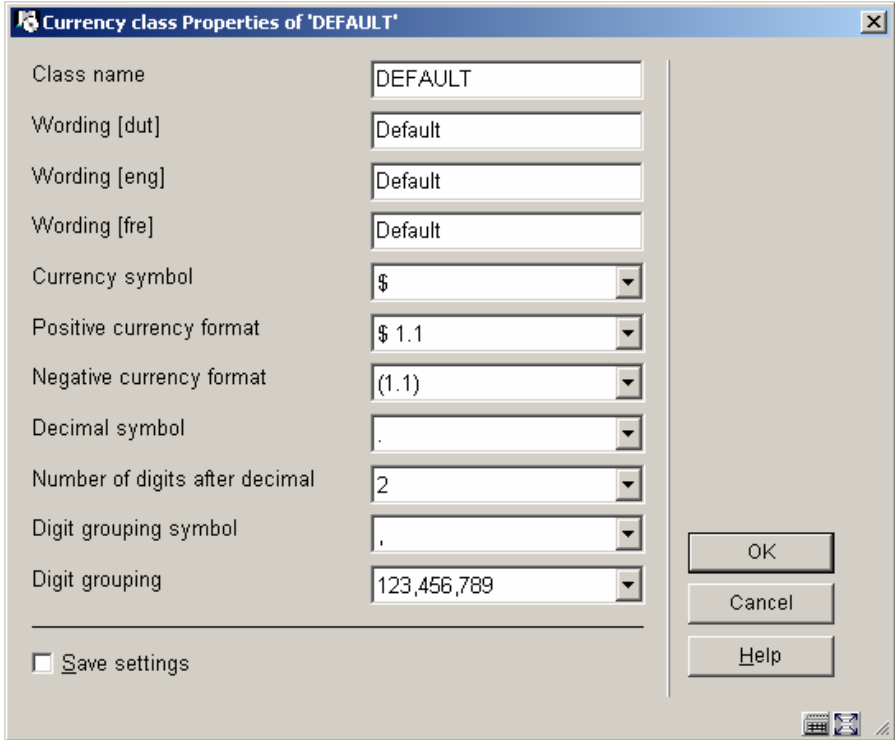 Currency class Properties of 'DEFAULT'
Class name DEFAULT
Wording [dut] Default
Wording [eng] Default
Wording [fre] Default
Currency symbol $
Positive currency format $ 1.1
Negative currency format (1.1)
Decimal symbol .
Number of digits after decimal 2
Digit grouping symbol ,
Digit grouping 123,456,789
OK
Cancel
Save settings
Help